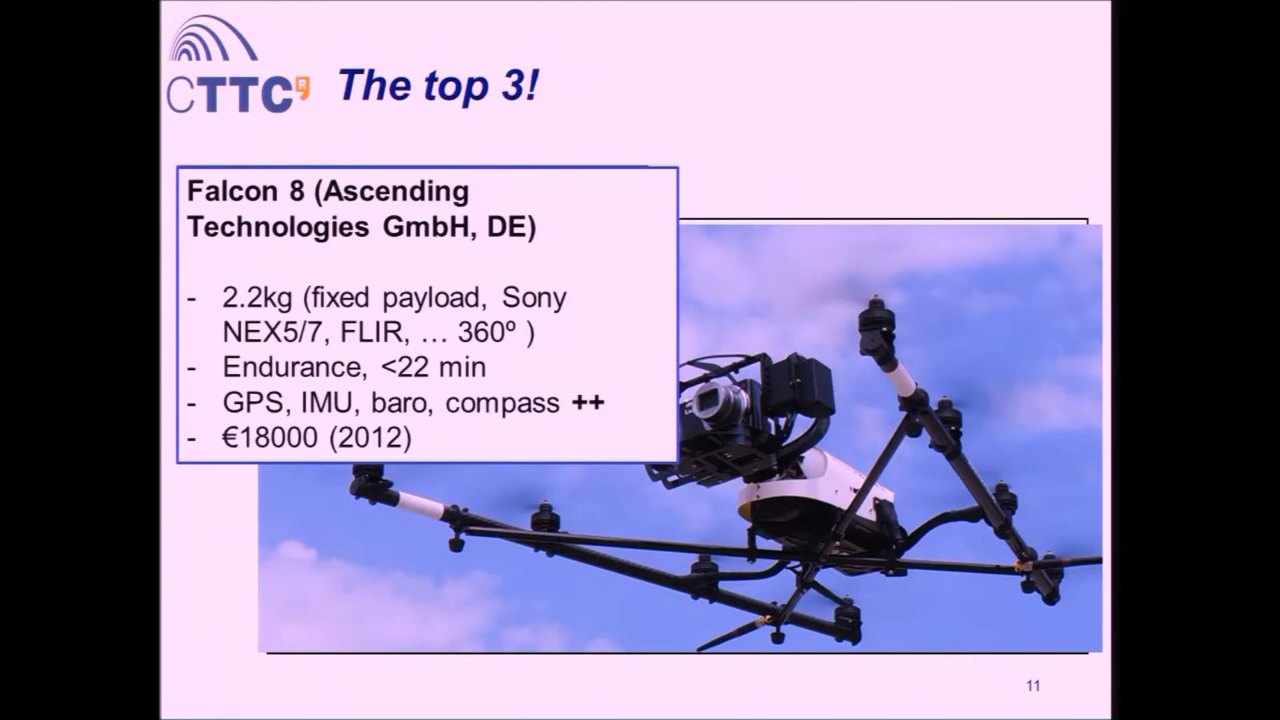 CTTC
The top 3!
Falcon 8 (Ascending
Technologies GmbH, DE)
- 2.2kg (fixed payload, Sony
NEX5/7, FLIR, … 360º )
- Endurance, <22 min
- GPS, IMU, baro, compass ++
- €18000 (2012)
11